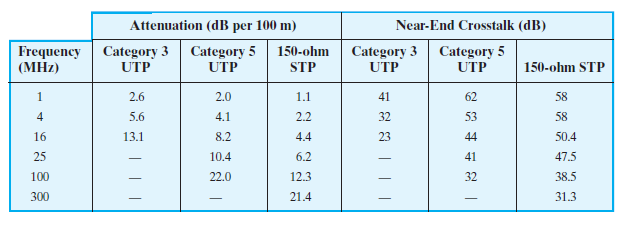 Attenuation (dB per 100 m) Near-End Crosstalk (dB)
Frequency (MHz) Category 3 UTP Category 5 UTP 150-ohm STP Category 3 UTP Category 5 UTP 150-ohm STP
1 2.6 2.0 1.1 41 62 58
4 5.6 4.1 2.2 32 53 58
16 13.1 8.2 4.4 23 44 50.4
25 — 10.4 6.2 — 41 47.5
100 — 22.0 12.3 — 32 38.5
300 — — 21.4 — — 31.3